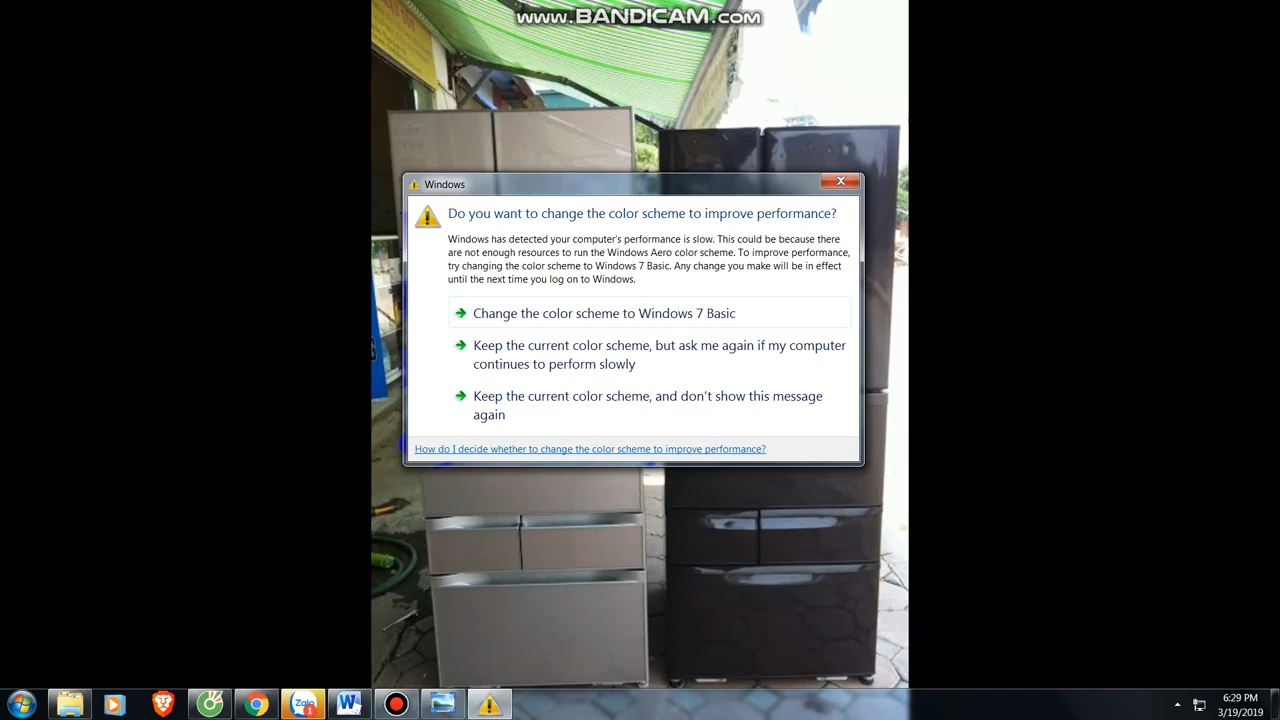 WWW.BANDICAM.COM
Windows
Do you want to change the color scheme to improve performance?
Windows has detected your computer's performance is slow. This could be because there
are not enough resources to run the Windows Aero color scheme. To improve performance,
try changing the color scheme to Windows 7 Basic. Any change you make will be in effect
until the next time you log on to Windows.
Change the color scheme to Windows 7 Basic
Keep the current color scheme, but ask me again if my computer
continues to perform slowly
Keep the current color scheme, and don't show this message
again
How do I decide whether to change the color scheme to improve performance?
Zalo
1
W
6:29 PM
3/19/2019